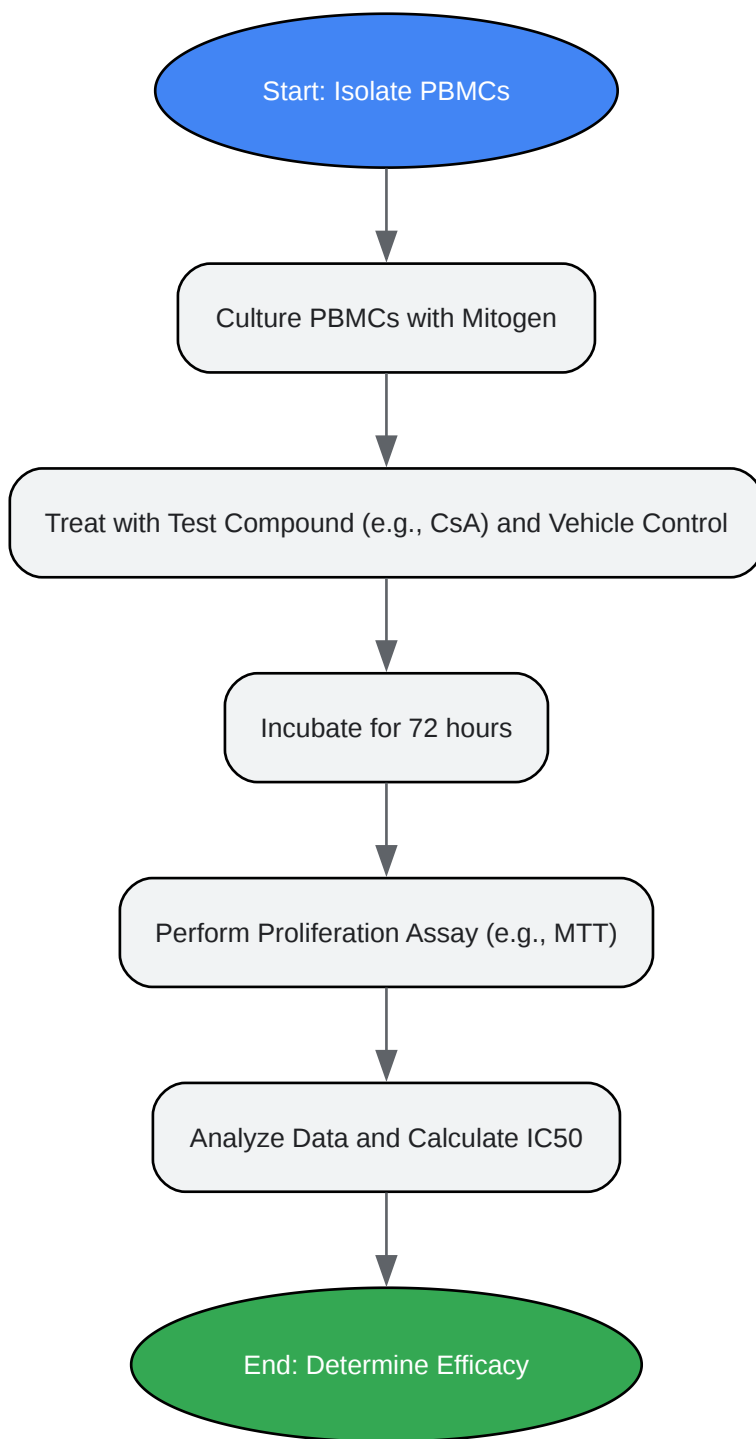 Start: Isolate PBMCs
Culture PBMCs with Mitogen
Treat with Test Compound (e.g., CsA) and Vehicle Control
Incubate for 72 hours
Perform Proliferation Assay (e.g., MTT)
Analyze Data and Calculate IC50
End: Determine Efficacy